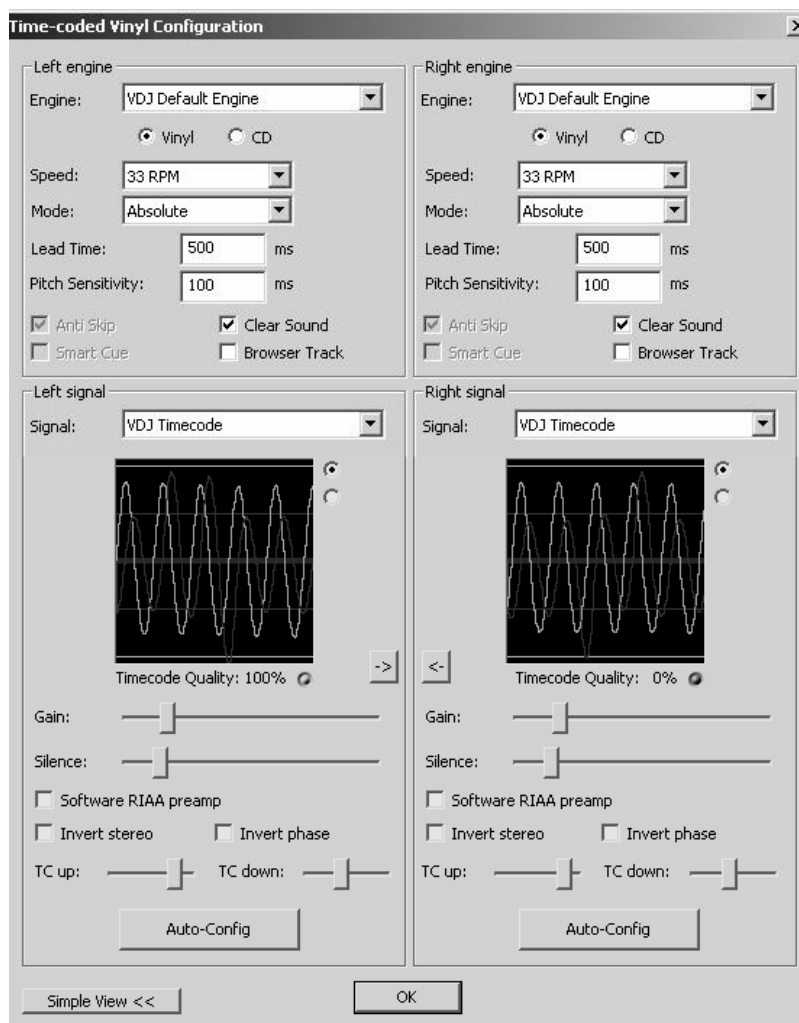 Time-coded Vinyl Configuration
Left engine
Engine: VDJ Default Engine
Vinyl CD
Speed: 33 RPM
Mode: Absolute
Lead Time: 500 ms
Pitch Sensitivity: 100 ms
Anti Skip Clear Sound
Smart Cue Browser Track
Right engine
Engine: VDJ Default Engine
Vinyl CD
Speed: 33 RPM
Mode: Absolute
Lead Time: 500 ms
Pitch Sensitivity: 100 ms
Anti Skip Clear Sound
Smart Cue Browser Track
Left signal
Signal: VDJ Timecode
Timecode Quality: 100%
->
Gain:
Silence:
Software RIAA preamp
Invert stereo Invert phase
TC up: TC down:
Auto-Config
Right signal
Signal: VDJ Timecode
<-
Timecode Quality: 0%
Gain:
Silence:
Software RIAA preamp
Invert stereo Invert phase
TC up: TC down:
Auto-Config
Simple View <<
OK